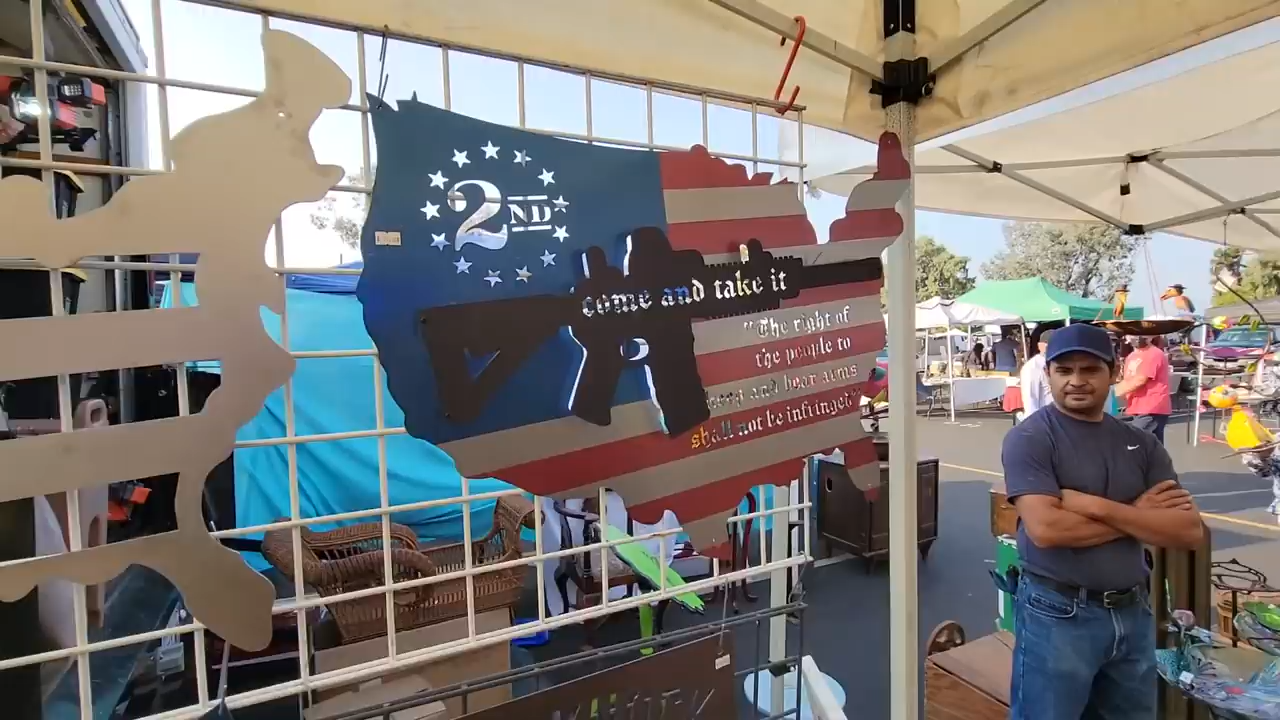 2ND
come and take it
"The right of
the people to
keep and bear arms
shall not be infringed"